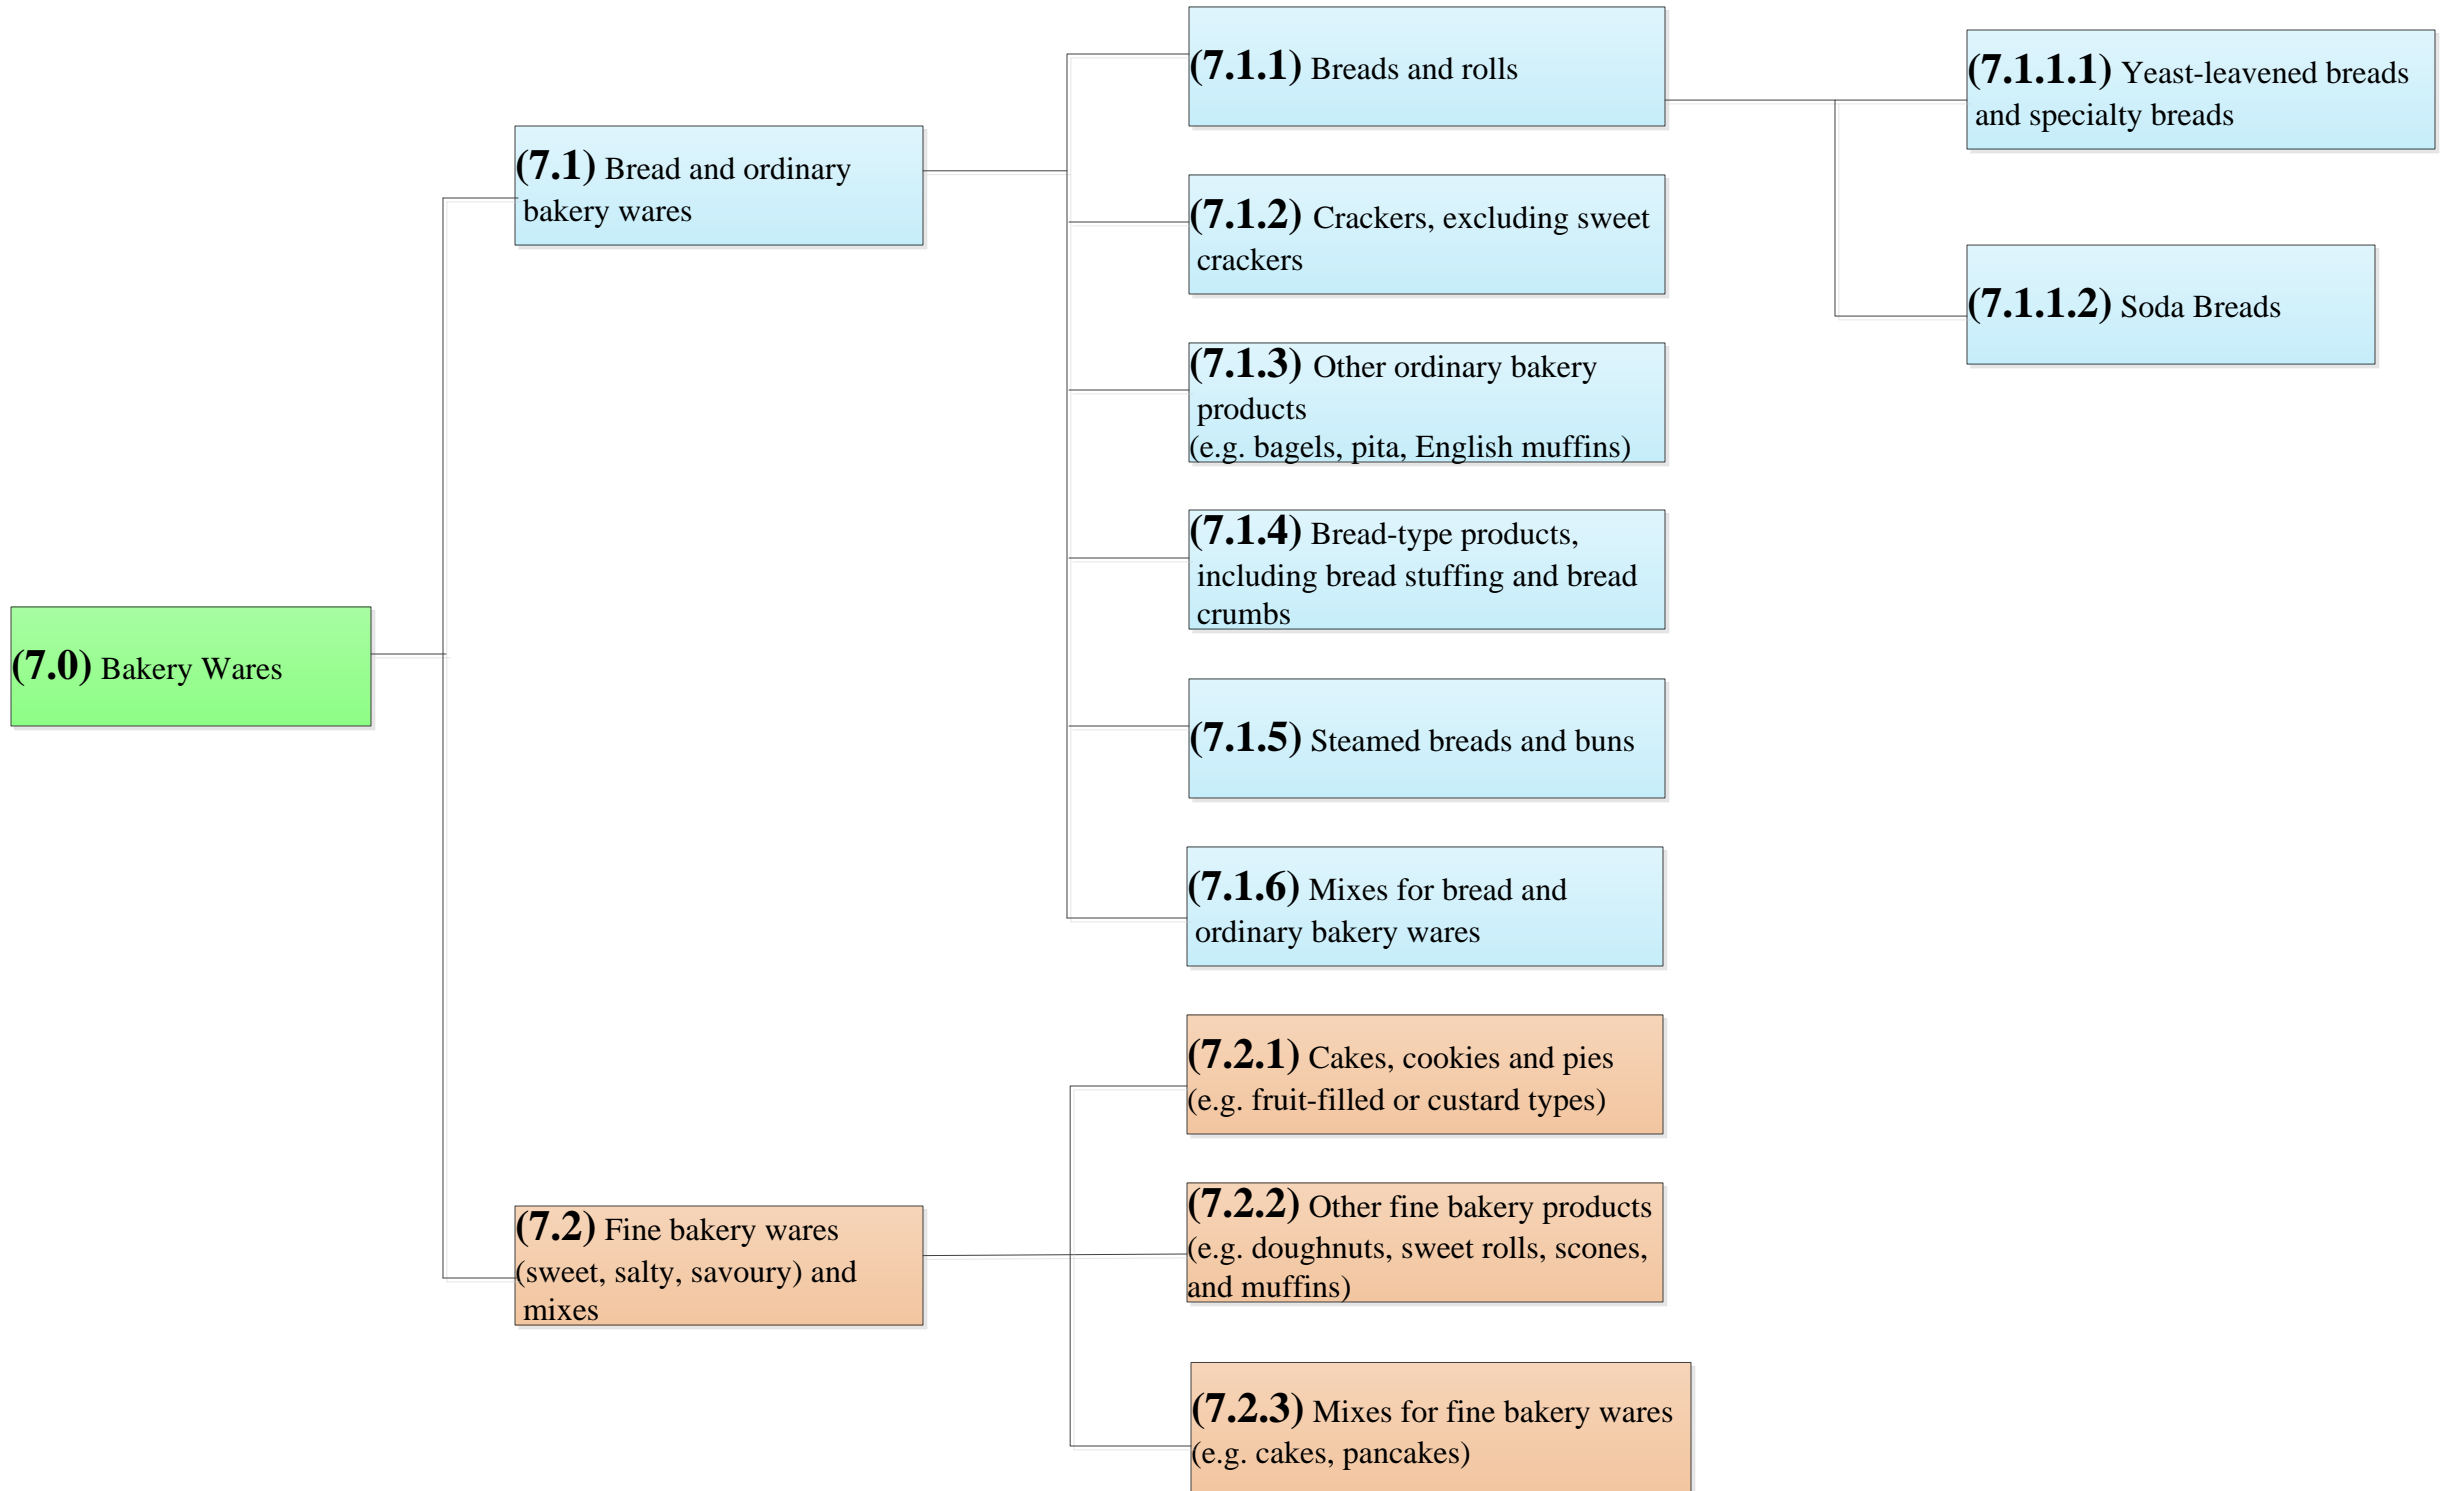 (7.0) Bakery Wares
(7.1) Bread and ordinary
bakery wares
(7.1.1) Breads and rolls
(7.1.1.1) Yeast-leavened breads
and specialty breads
(7.1.1.2) Soda Breads
(7.1.2) Crackers, excluding sweet
crackers
(7.1.3) Other ordinary bakery
products
(e.g. bagels, pita, English muffins)
(7.1.4) Bread-type products,
including bread stuffing and bread
crumbs
(7.1.5) Steamed breads and buns
(7.1.6) Mixes for bread and
ordinary bakery wares
(7.2) Fine bakery wares
(sweet, salty, savoury) and
mixes
(7.2.1) Cakes, cookies and pies
(e.g. fruit-filled or custard types)
(7.2.2) Other fine bakery products
(e.g. doughnuts, sweet rolls, scones,
and muffins)
(7.2.3) Mixes for fine bakery wares
(e.g. cakes, pancakes)